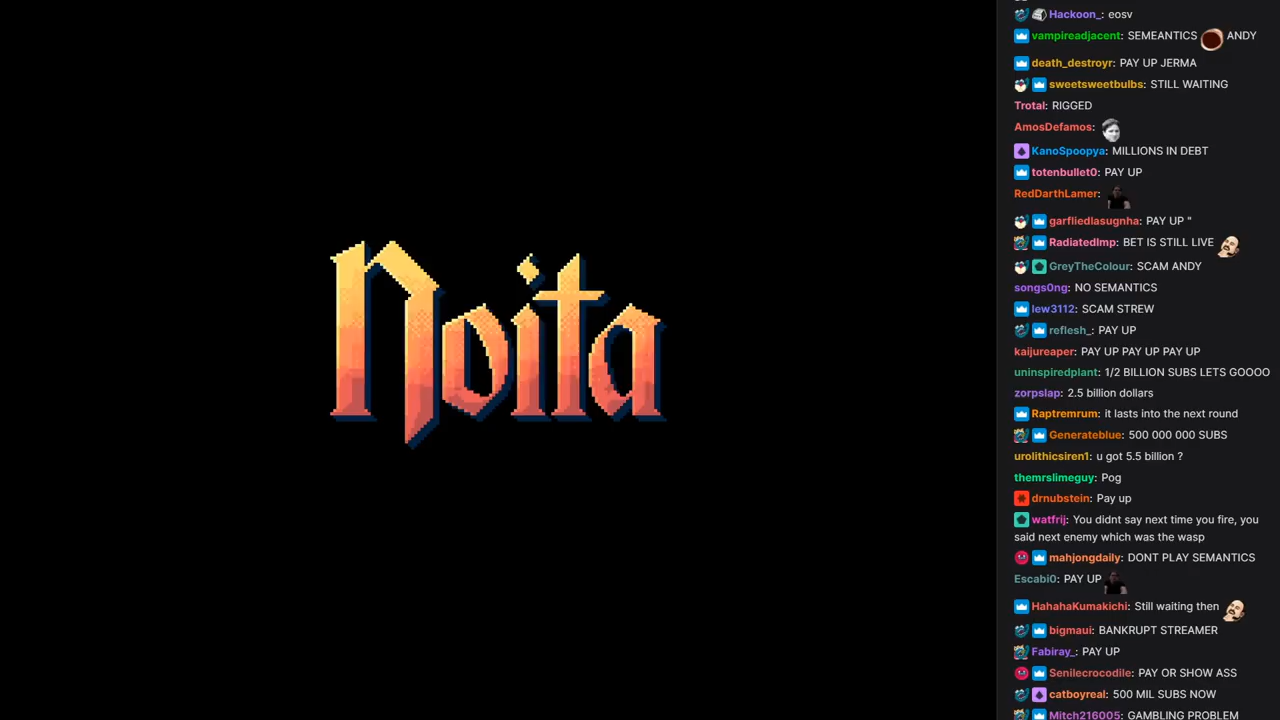 Noita
Hackoon_: eosv
vampireadjacent: SEMEANTICS ANDY
death_destroyr: PAY UP JERMA
sweetsweetbulbs: STILL WAITING
Trotal: RIGGED
AmosDefamos:
KanoSpoopya: MILLIONS IN DEBT
totenbullet0: PAY UP
RedDarthLamer:
garfliedlasugnha: PAY UP "
RadiatedImp: BET IS STILL LIVE
GreyTheColour: SCAM ANDY
songs0ng: NO SEMANTICS
lew3112: SCAM STREW
reflesh_: PAY UP
kaijureaper: PAY UP PAY UP PAY UP
uninspiredplant: 1/2 BILLION SUBS LETS GOOOO
zorpslap: 2.5 billion dollars
Raptremrum: it lasts into the next round
Generateblue: 500 000 000 SUBS
urolithicsiren1: u got 5.5 billion ?
themrslimeguy: Pog
drnubstein: Pay up
watfrij: You didnt say next time you fire, you
said next enemy which was the wasp
mahjongdaily: DONT PLAY SEMANTICS
Escabi0: PAY UP
HahahaKumakichi: Still waiting then
bigmaui: BANKRUPT STREAMER
Fabiray_: PAY UP
Senilecrocodile: PAY OR SHOW ASS
catboyreal: 500 MIL SUBS NOW
Mitch216005: GAMBLING PROBLEM